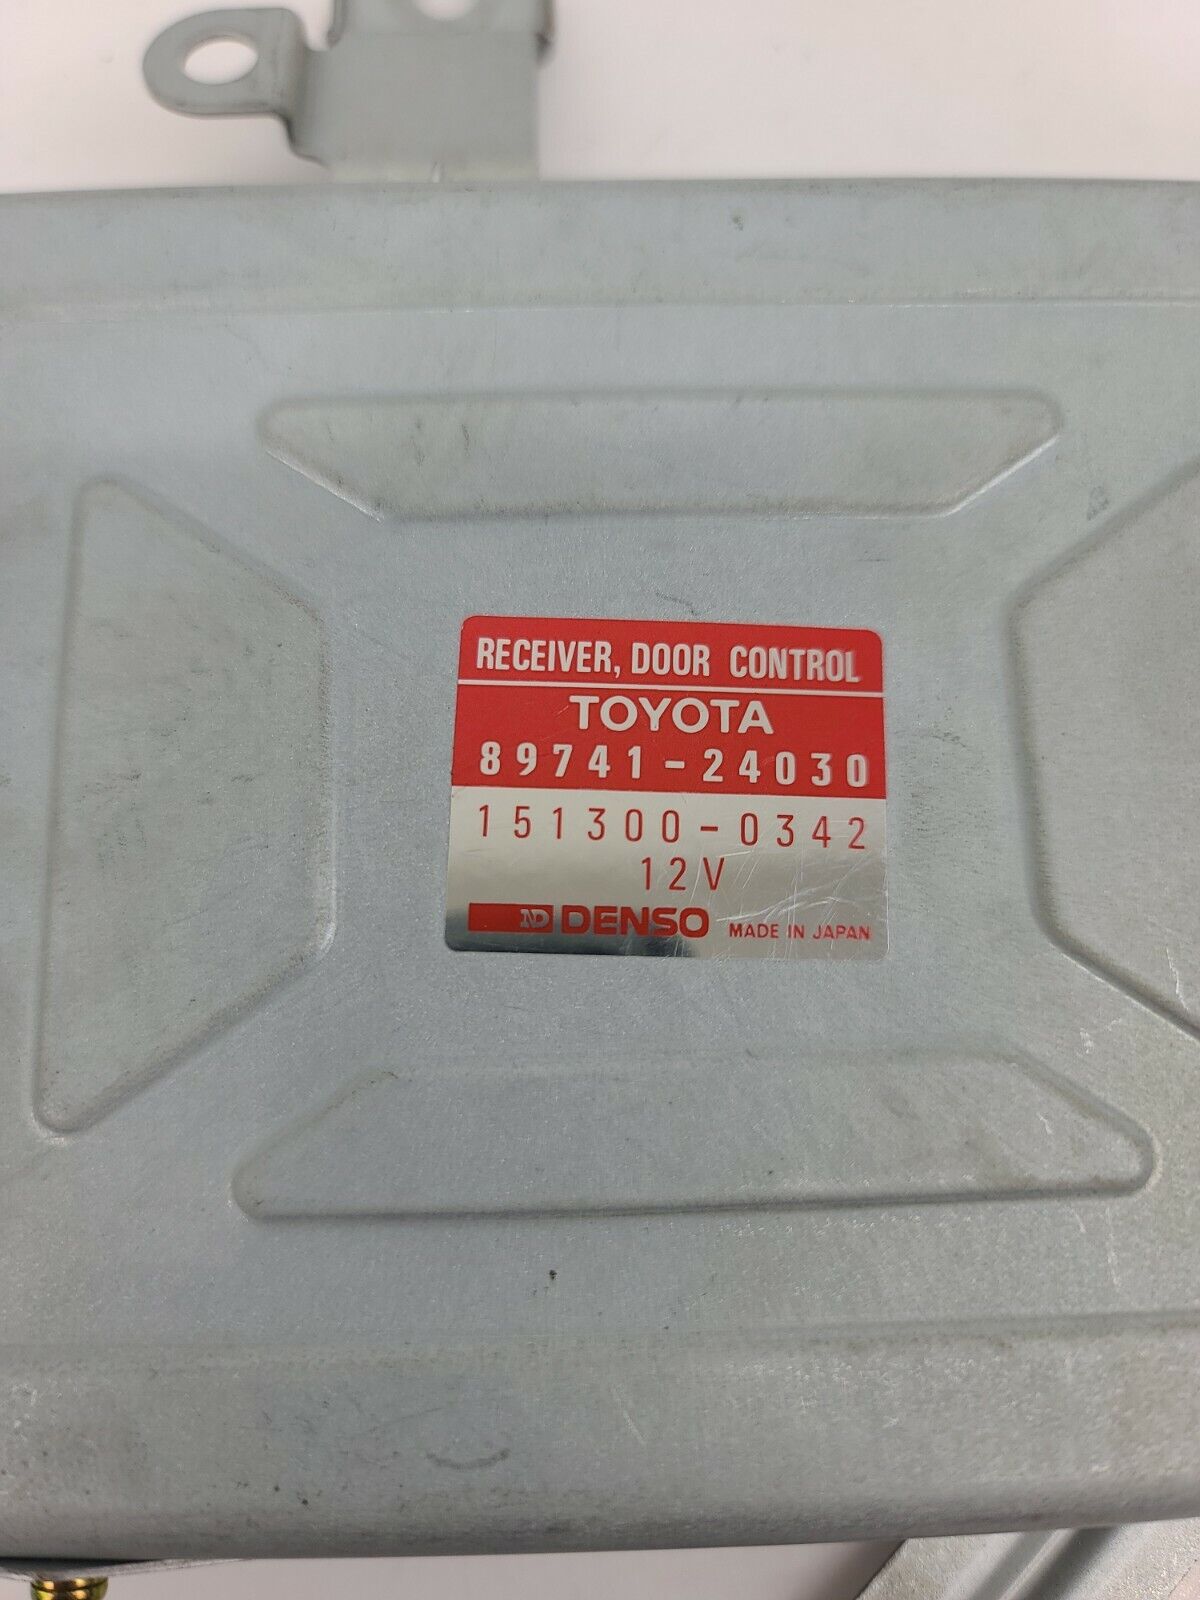 RECEIVER, DOOR CONTROL
TOYOTA
89741-24030
151300-0342
12V
ND DENSO MADE IN JAPAN